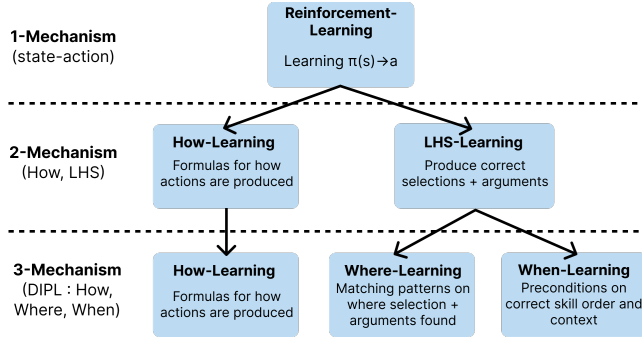 1-Mechanism
(state-action)
Reinforcement-
Learning
Learning π(s)→a
2-Mechanism
(How, LHS)
How-Learning
Formulas for how
actions are produced
LHS-Learning
Produce correct
selections + arguments
3-Mechanism
(DIPL : How,
Where, When)
How-Learning
Formulas for how
actions are produced
Where-Learning
Matching patterns on
where selection +
arguments found
When-Learning
Preconditions on
correct skill order and
context